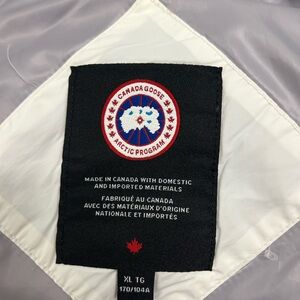 CANADA GOOSE
ARCTIC PROGRAM
MADE IN CANADA WITH DOMESTIC
AND IMPORTED MATERIALS
FABRIQUÉ AU CANADA
AVEC DES MATÉRIAUX D'ORIGINE
NATIONALE ET IMPORTÉS
XL TG
170/104A